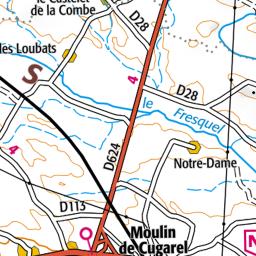 le Castelet
de la Combe
D28
les Loubats
S
4
le
D28
Fresquel
D624
Notre-Dame
4
D113
Moulin
de Cugarel
N